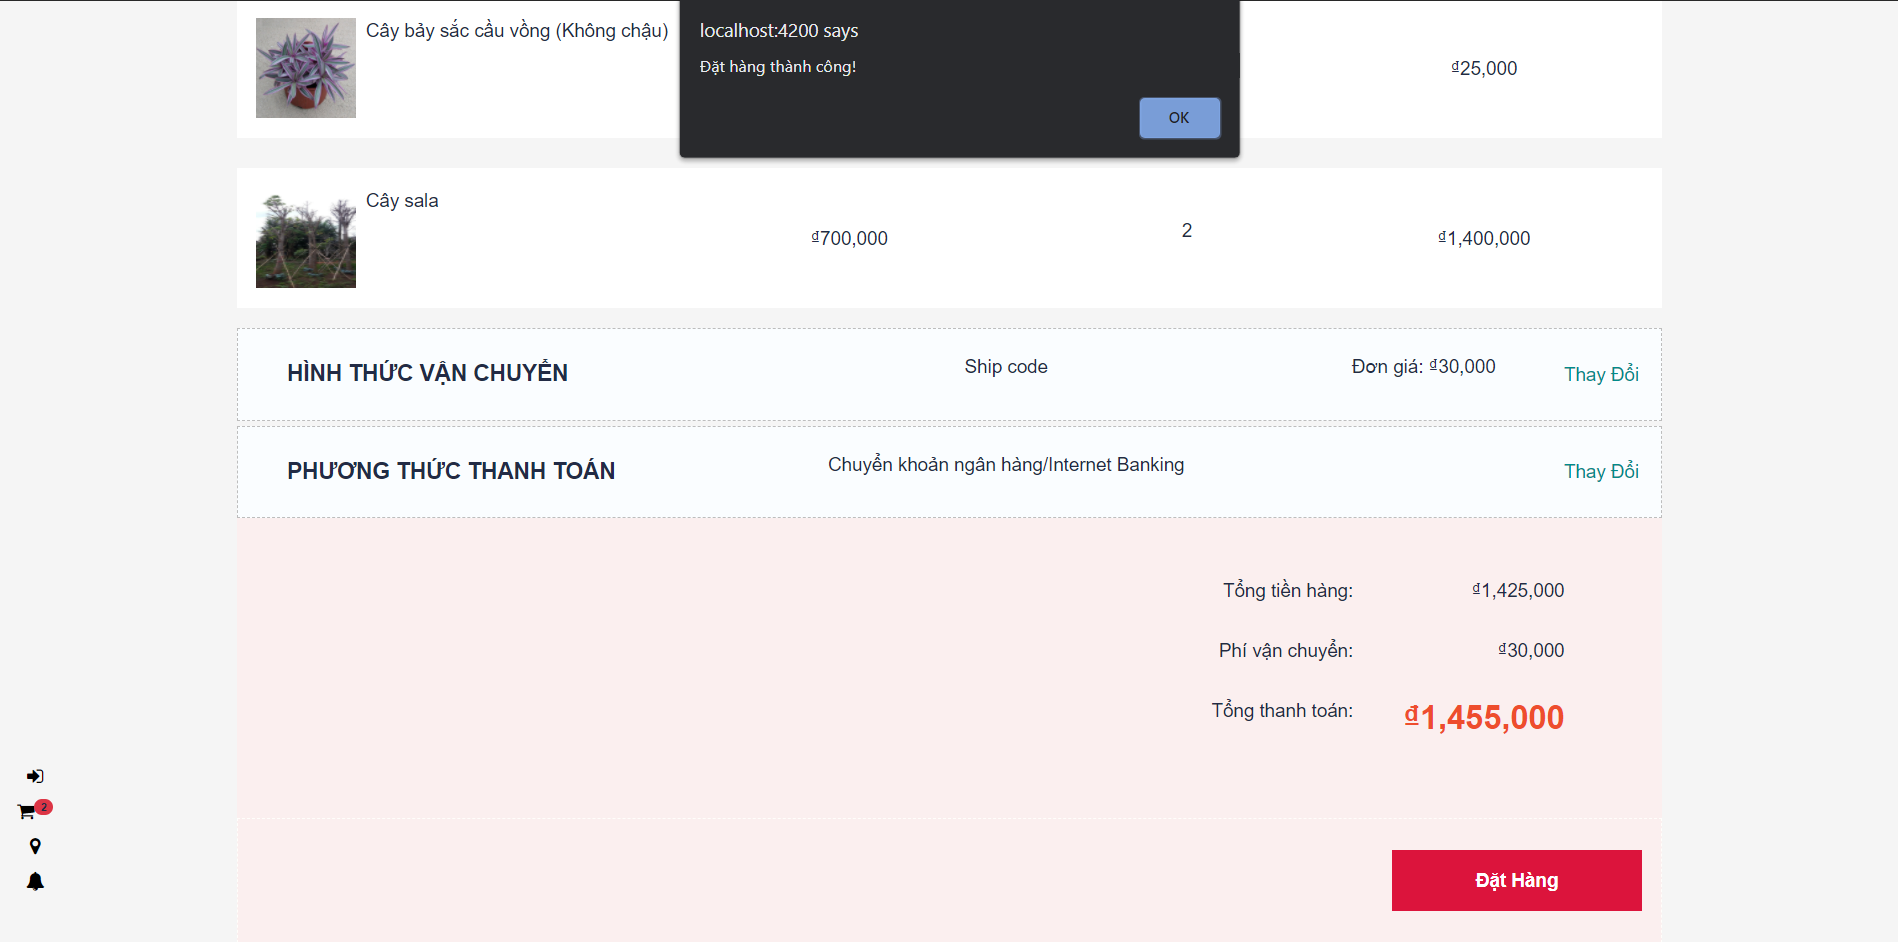 localhost:4200 says
Đặt hàng thành công!
OK
Cây bảy sắc cầu vồng (Không chậu)
₫25,000
Cây sala
₫700,000
2
₫1,400,000
HÌNH THỨC VẬN CHUYỂN
Ship code
Đơn giá: ₫30,000
Thay Đổi
PHƯƠNG THỨC THANH TOÁN
Chuyển khoản ngân hàng/Internet Banking
Thay Đổi
Tổng tiền hàng: ₫1,425,000
Phí vận chuyển: ₫30,000
Tổng thanh toán: ₫1,455,000
2
Đặt Hàng